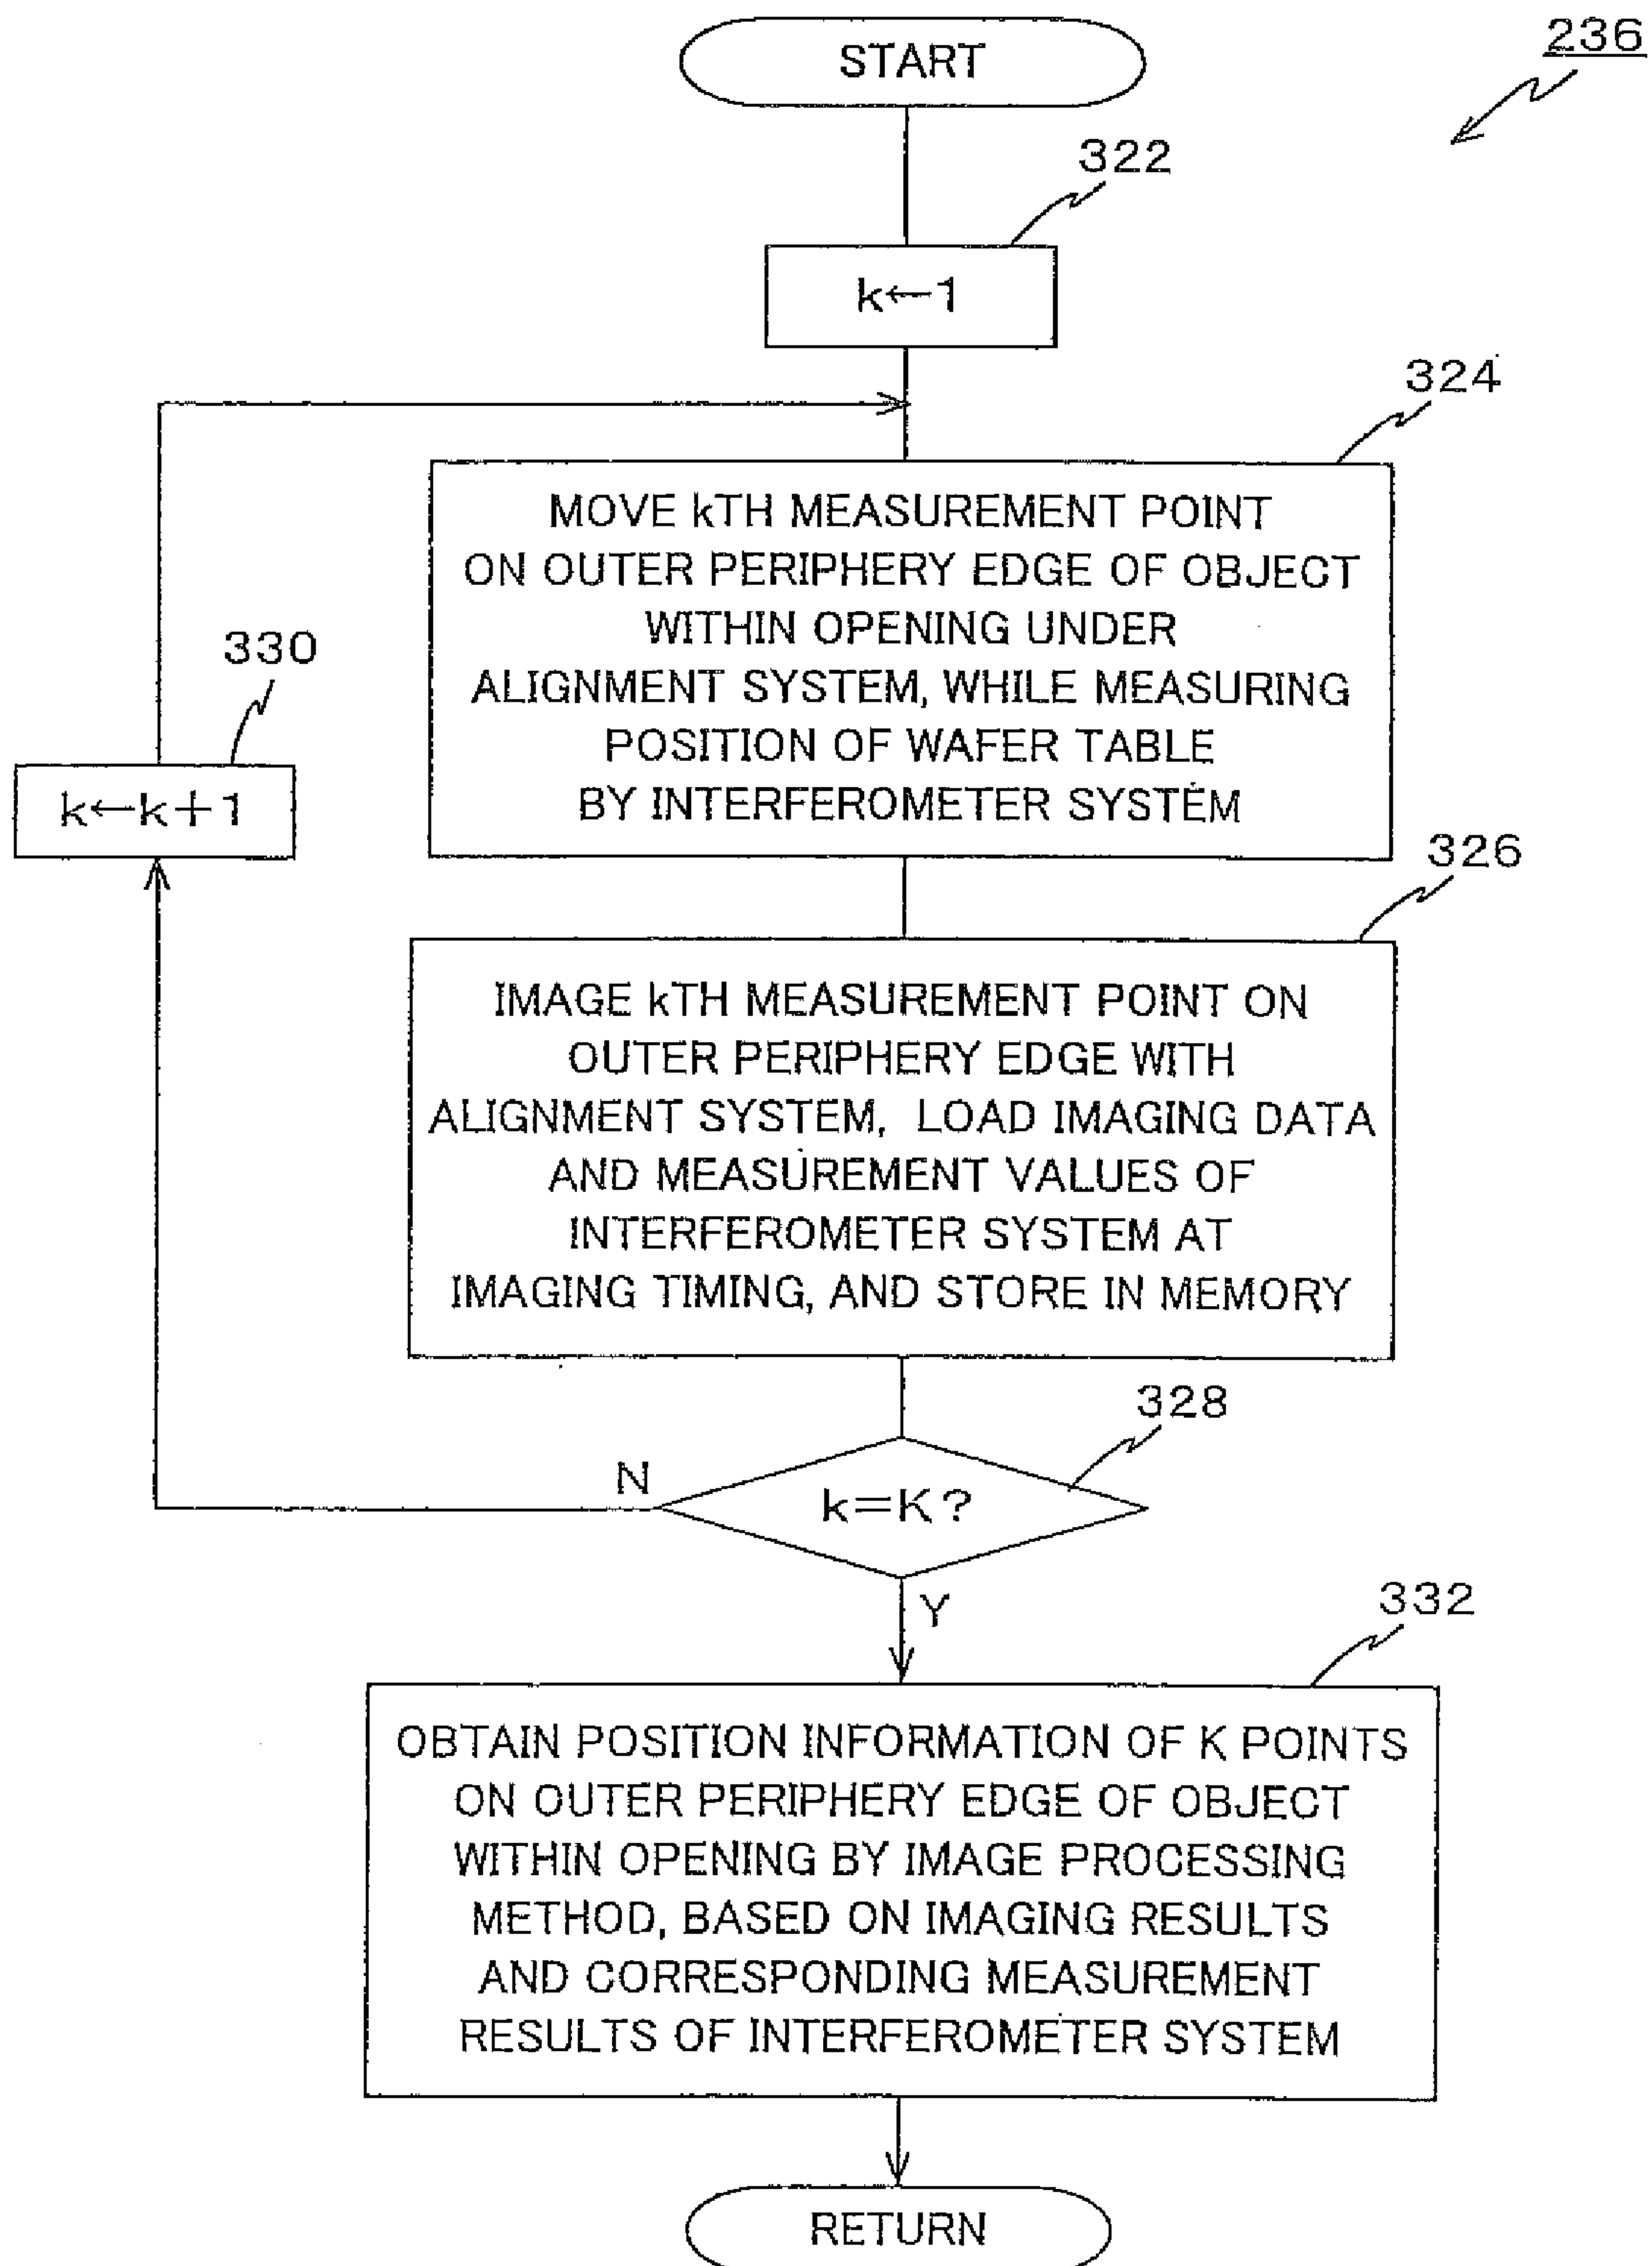 236
START
322
k←1
324
MOVE kTH MEASUREMENT POINT
ON OUTER PERIPHERY EDGE OF OBJECT
WITHIN OPENING UNDER
ALIGNMENT SYSTEM, WHILE MEASURING
POSITION OF WAFER TABLE
BY INTERFEROMETER SYSTEM
330
k←k+1
326
IMAGE kTH MEASUREMENT POINT ON
OUTER PERIPHERY EDGE WITH
ALIGNMENT SYSTEM, LOAD IMAGING DATA
AND MEASUREMENT VALUES OF
INTERFEROMETER SYSTEM AT
IMAGING TIMING, AND STORE IN MEMORY
328
N
k=K?
Y
332
OBTAIN POSITION INFORMATION OF K POINTS
ON OUTER PERIPHERY EDGE OF OBJECT
WITHIN OPENING BY IMAGE PROCESSING
METHOD, BASED ON IMAGING RESULTS
AND CORRESPONDING MEASUREMENT
RESULTS OF INTERFEROMETER SYSTEM
RETURN